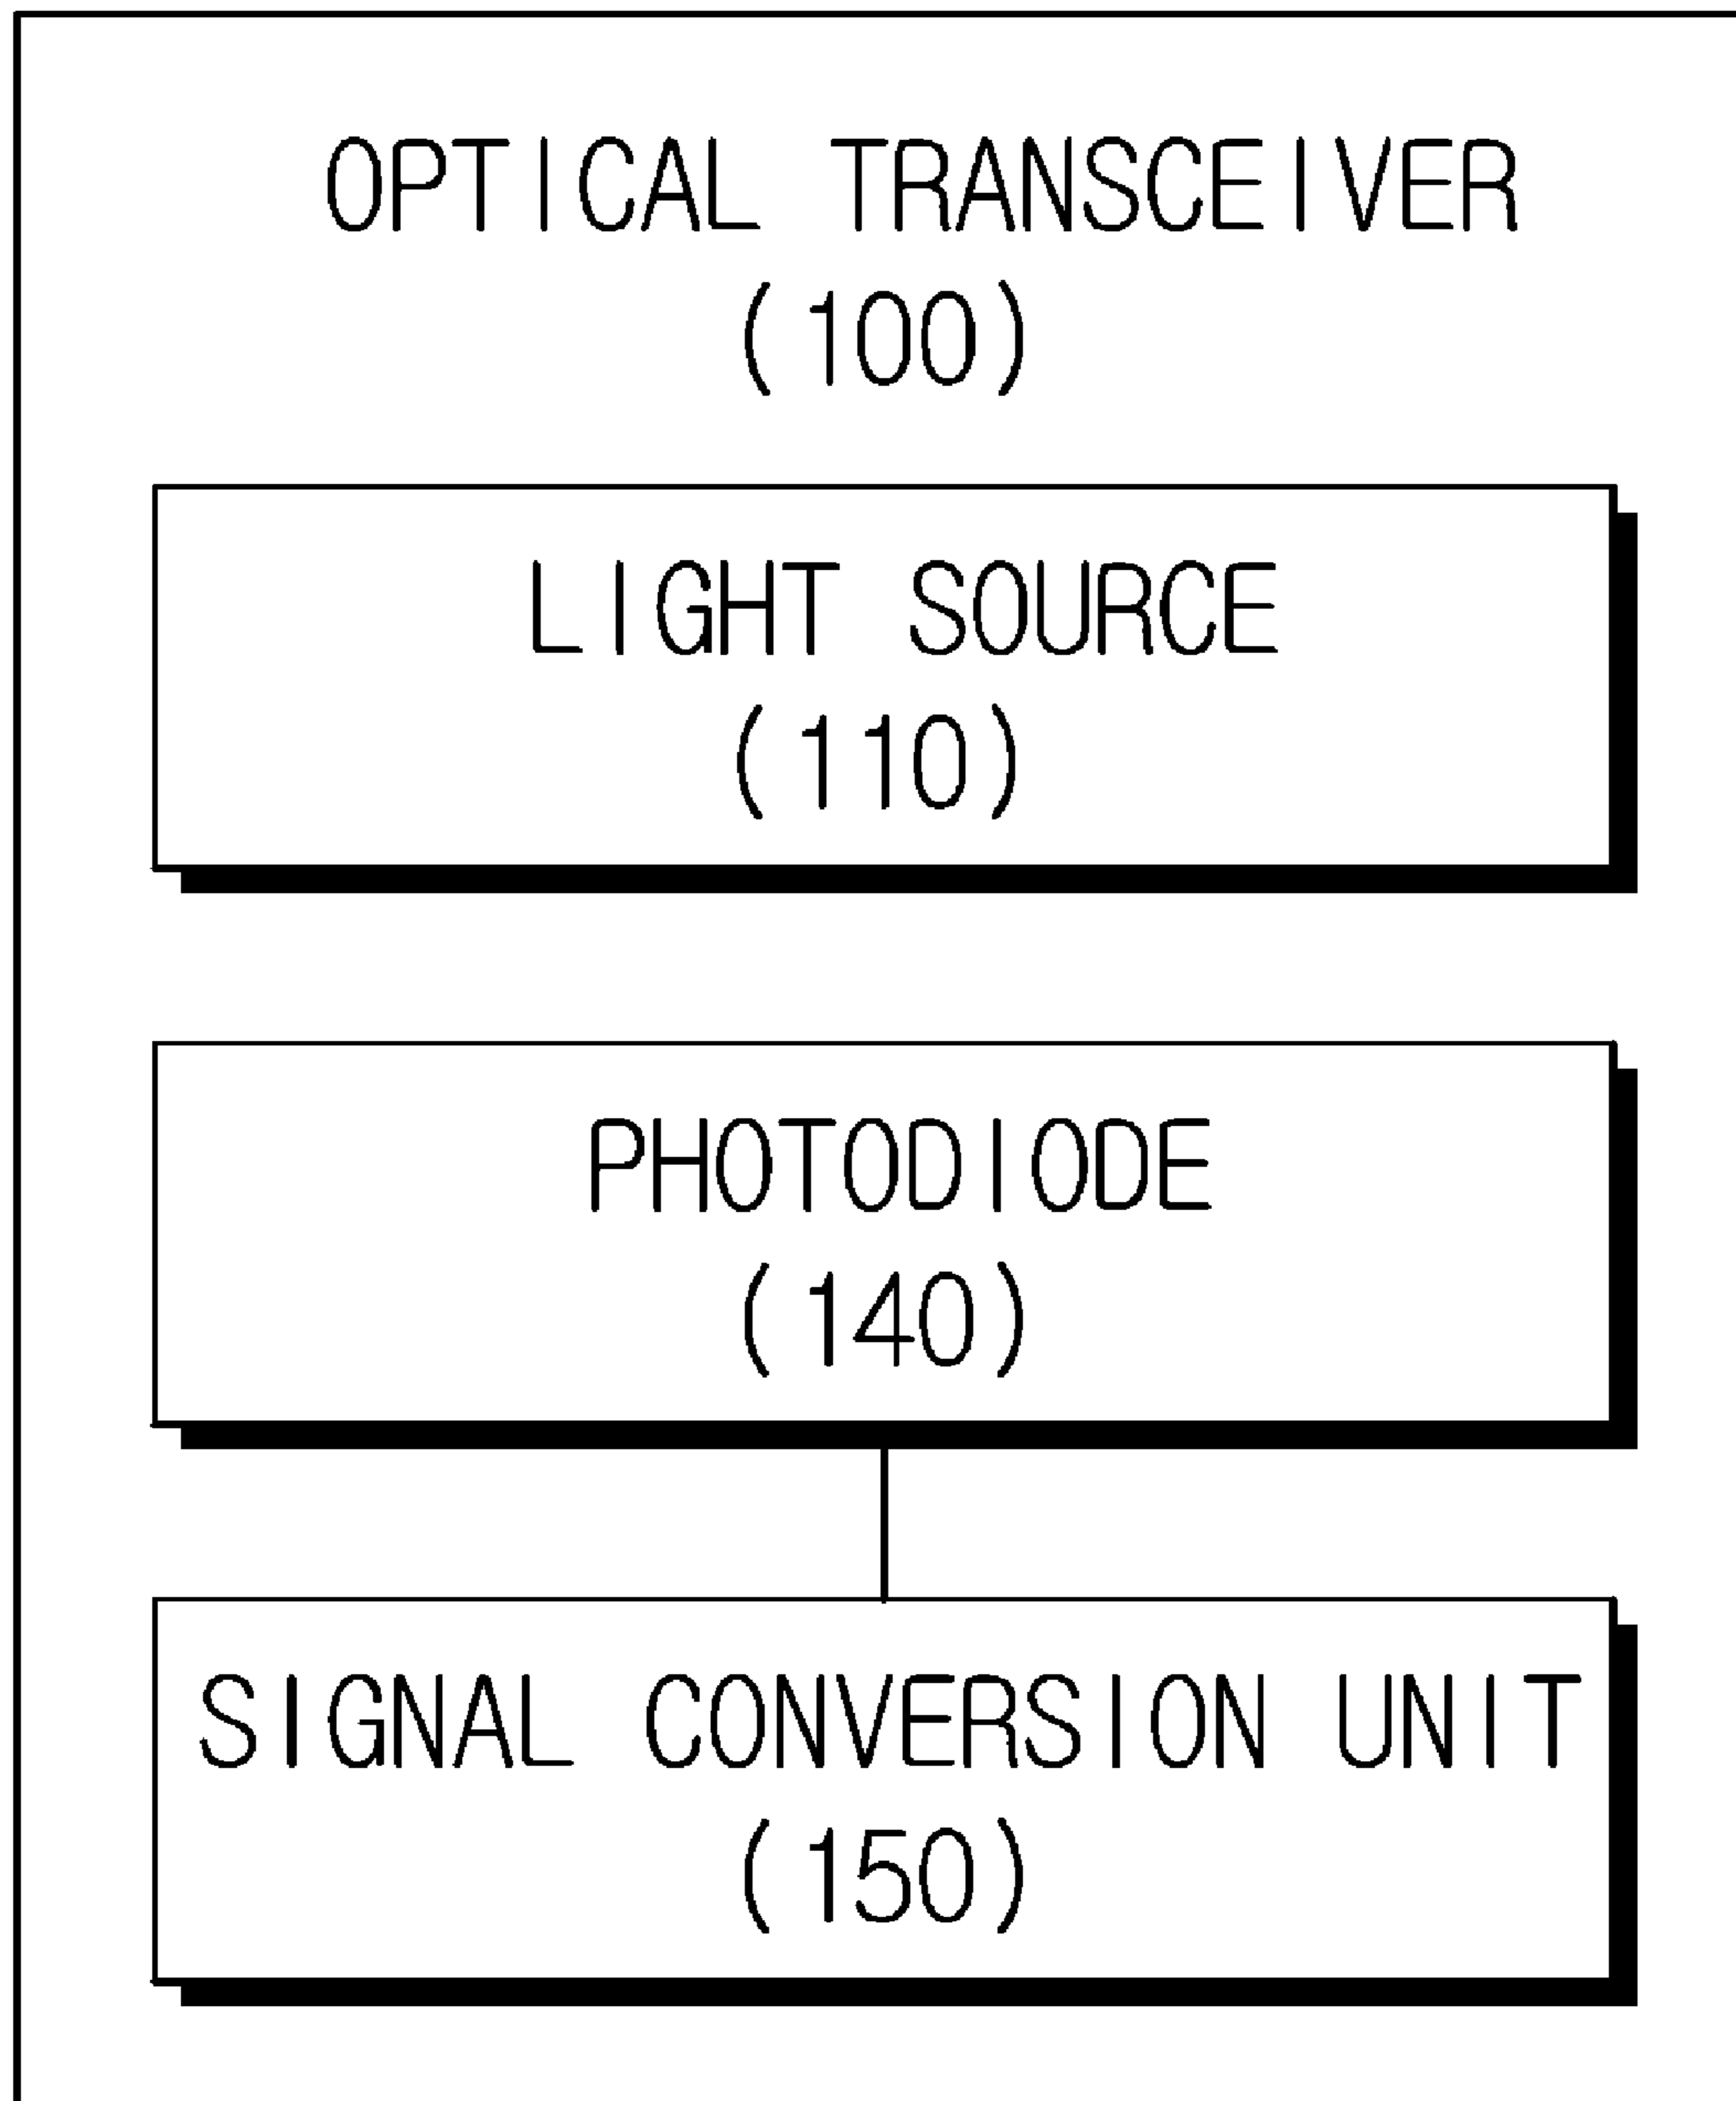 OPTICAL TRANSCEIVER
(100)
LIGHT SOURCE
(110)
PHOTODIODE
(140)
SIGNAL CONVERSION UNIT
(150)